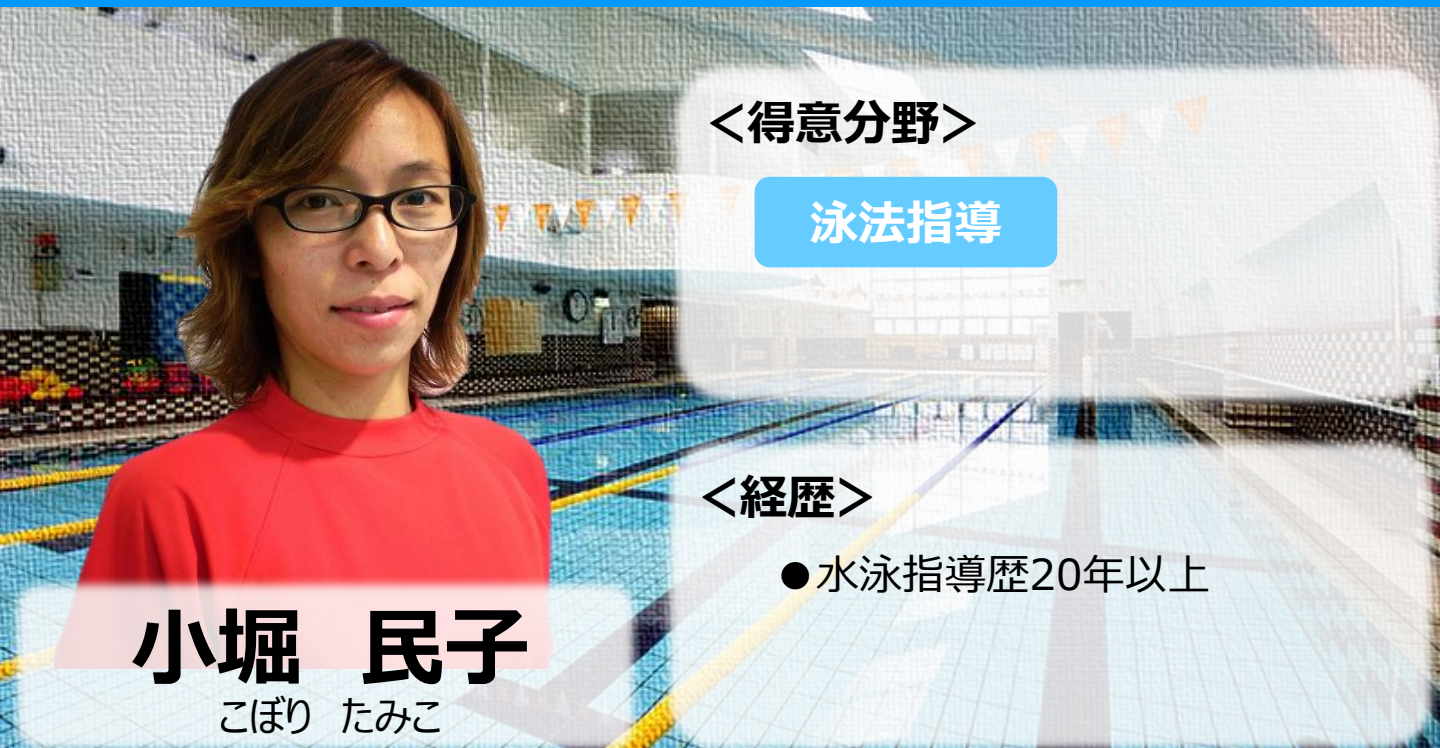 ＜得意分野＞
泳法指導
＜経歴＞
●水泳指導歴20年以上
小堀　民子
こぼり　たみこ